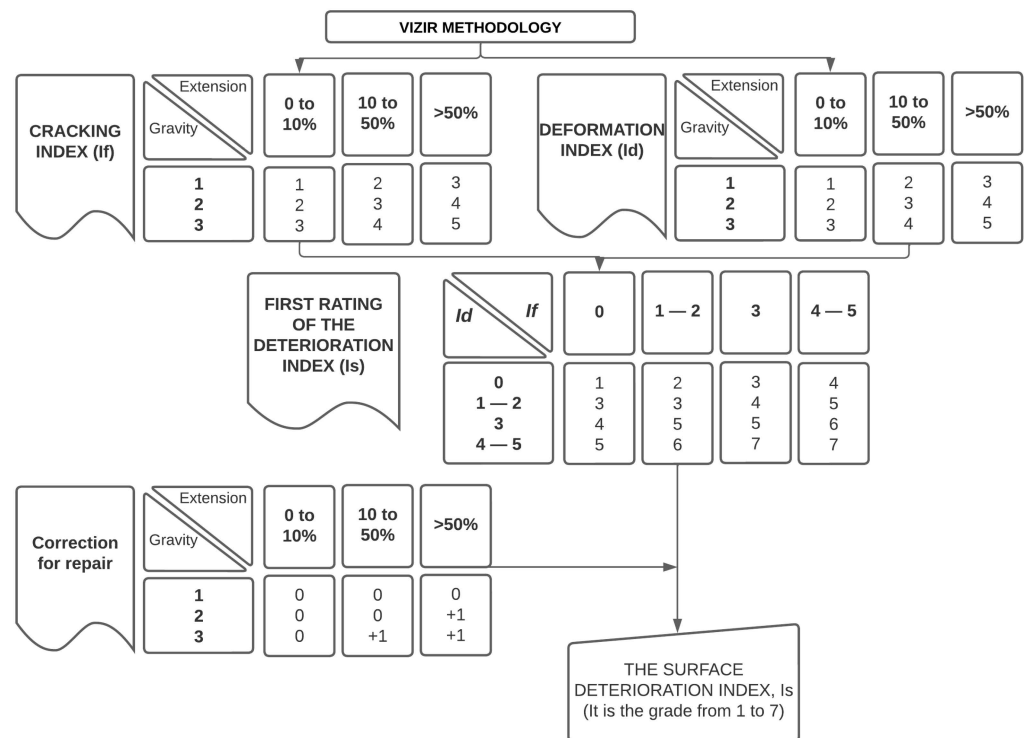 VIZIR METHODOLOGY
CRACKING
INDEX (If)
Extension
Gravity
0 to
10%
10 to
50%
>50%
1
2
3
1
2
3
2
3
4
3
4
5
DEFORMATION
INDEX (Id)
Extension
Gravity
0 to
10%
10 to
50%
>50%
1
2
3
1
2
3
2
3
4
3
4
5
FIRST RATING
OF THE
DETERIORATION
INDEX (Is)
Id
If
0
1 — 2
3
4 — 5
0
1 — 2
3
4 — 5
1
3
4
5
2
3
5
6
3
4
5
7
4
5
6
7
Correction
for repair
Extension
Gravity
0 to
10%
10 to
50%
>50%
1
2
3
0
0
0
0
0
+1
0
+1
+1
THE SURFACE
DETERIORATION INDEX, Is
(It is the grade from 1 to 7)